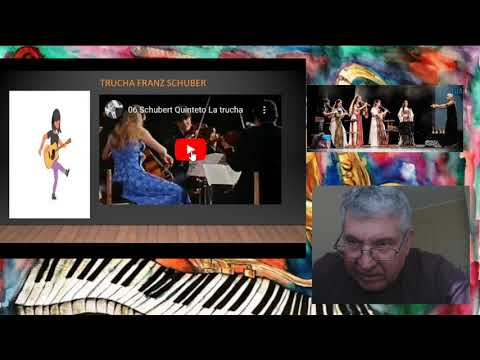 TRUCHA FRANZ SCHUBER
06 Schubert Quinteto La trucha